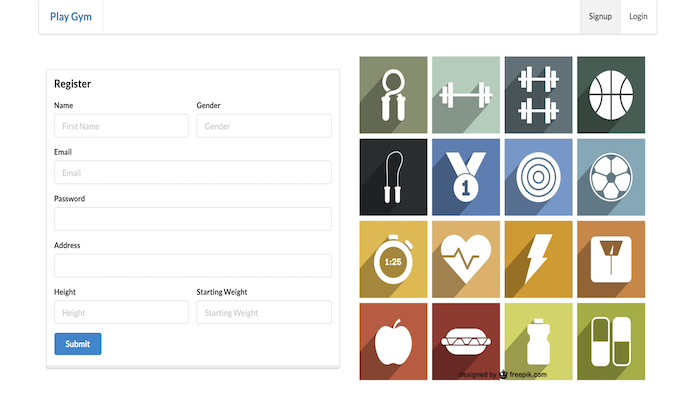 Play Gym
Signup
Login
Register
Name
Gender
First Name
Gender
Email
Email
Password
Address
Height
Starting Weight
Height
Starting Weight
Submit
1
1:25
designed by freepik.com